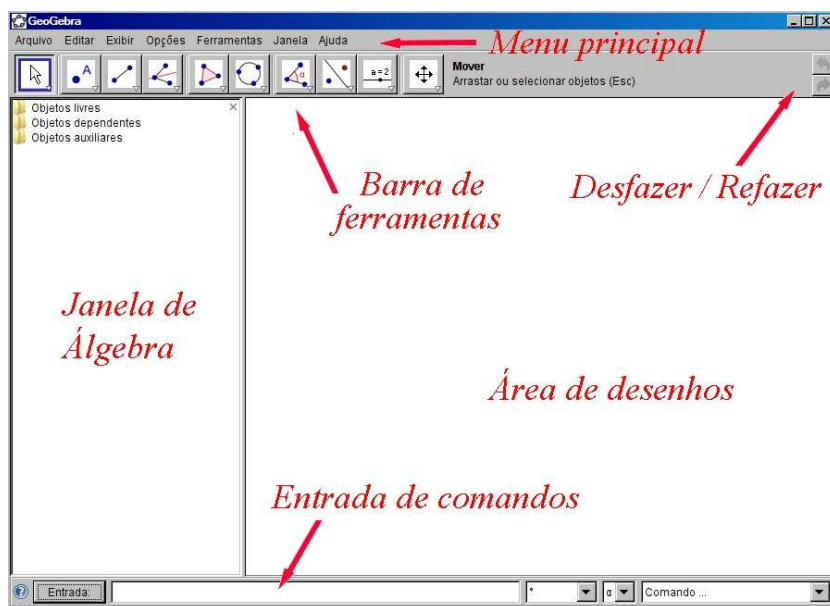 GeoGebra
Arquivo Editar Exibir Opções Ferramentas Janela Ajuda
Menu principal
A
α
a=2
Mover
Arrastar ou selecionar objetos (Esc)
Objetos livres
Objetos dependentes
Objetos auxiliares
Barra de
ferramentas
Desfazer / Refazer
Janela de
Álgebra
Área de desenhos
Entrada de comandos
Entrada:
°
α
Comando ...